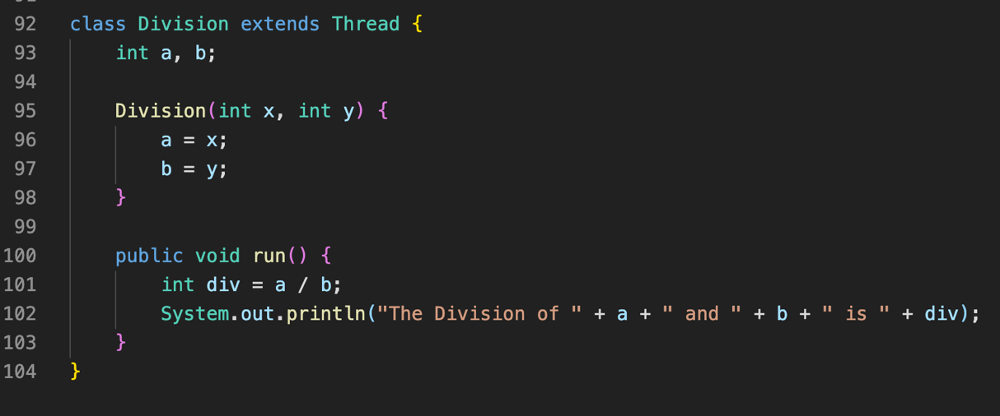 92 class Division extends Thread {
93     int a, b;
94
95     Division(int x, int y) {
96         a = x;
97         b = y;
98     }
99
100     public void run() {
101         int div = a / b;
102         System.out.println("The Division of " + a + " and " + b + " is " + div);
103     }
104 }